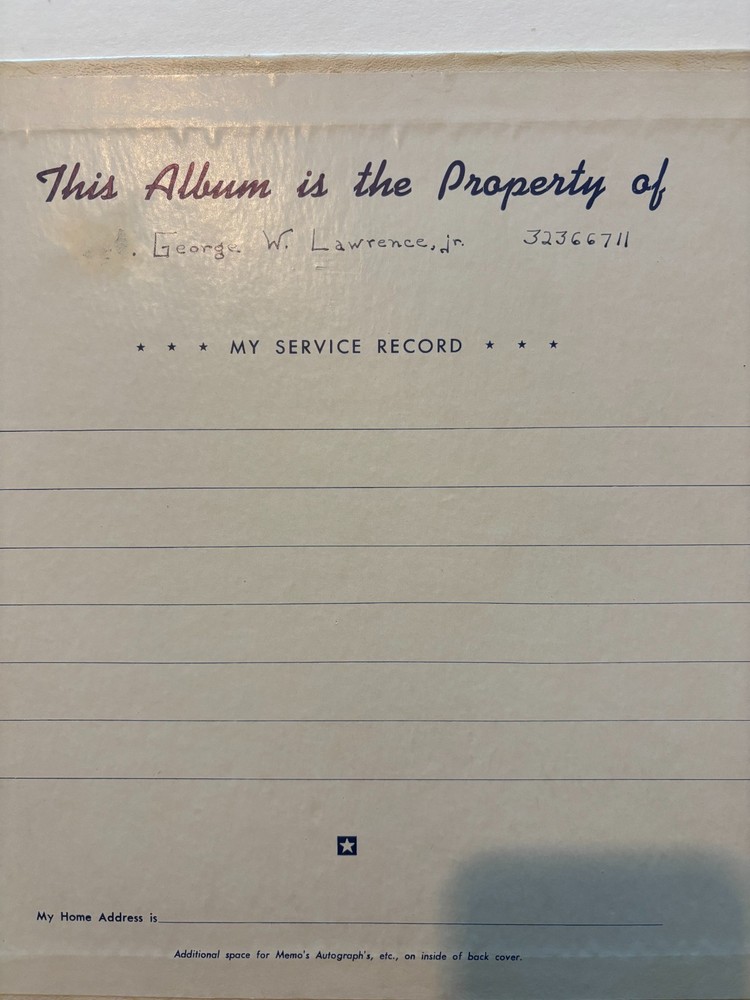 This Album is the Property of
George W. Lawrence, jr. 32366711
★ ★ ★ MY SERVICE RECORD ★ ★ ★
My Home Address is
Additional space for Memo's Autograph's, etc., on inside of back cover.